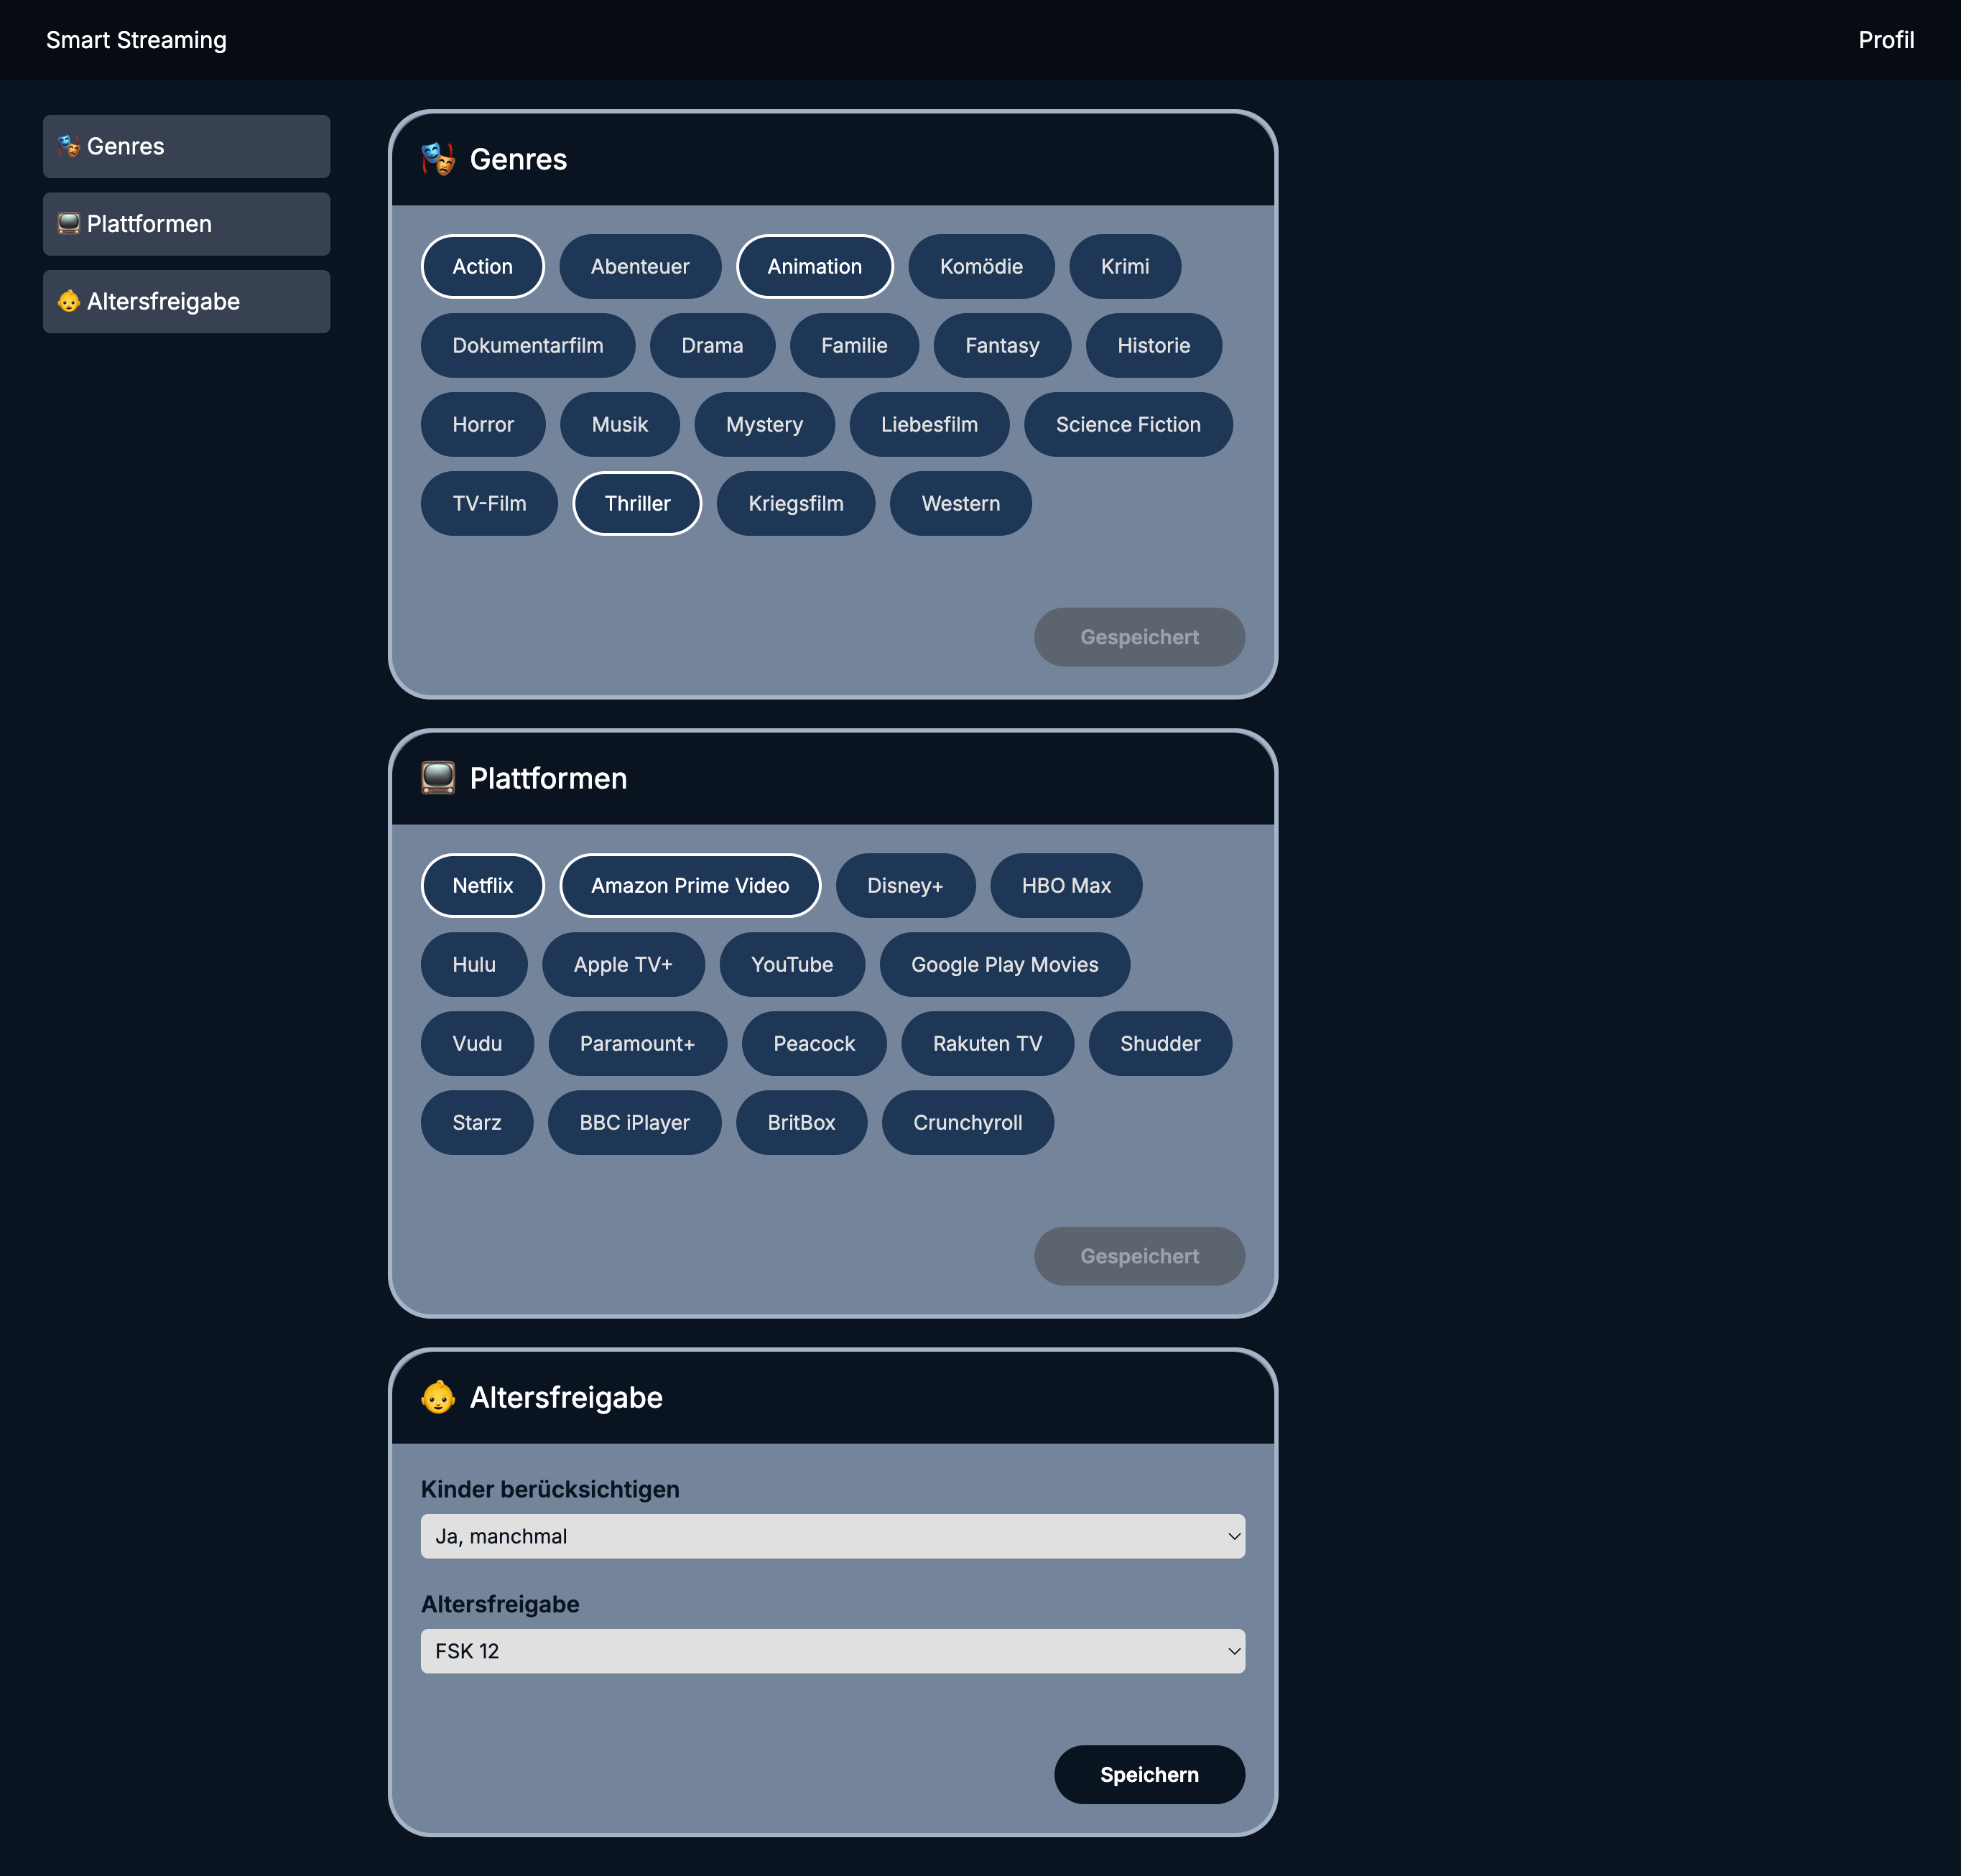 Smart Streaming Profil
Genres
Plattformen
Altersfreigabe
Genres
Action Abenteuer Animation Komödie Krimi
Dokumentarfilm Drama Familie Fantasy Historie
Horror Musik Mystery Liebesfilm Science Fiction
TV-Film Thriller Kriegsfilm Western
Gespeichert
Plattformen
Netflix Amazon Prime Video Disney+ HBO Max
Hulu Apple TV+ YouTube Google Play Movies
Vudu Paramount+ Peacock Rakuten TV Shudder
Starz BBC iPlayer BritBox Crunchyroll
Gespeichert
Altersfreigabe
Kinder berücksichtigen
Ja, manchmal
Altersfreigabe
FSK 12
Speichern